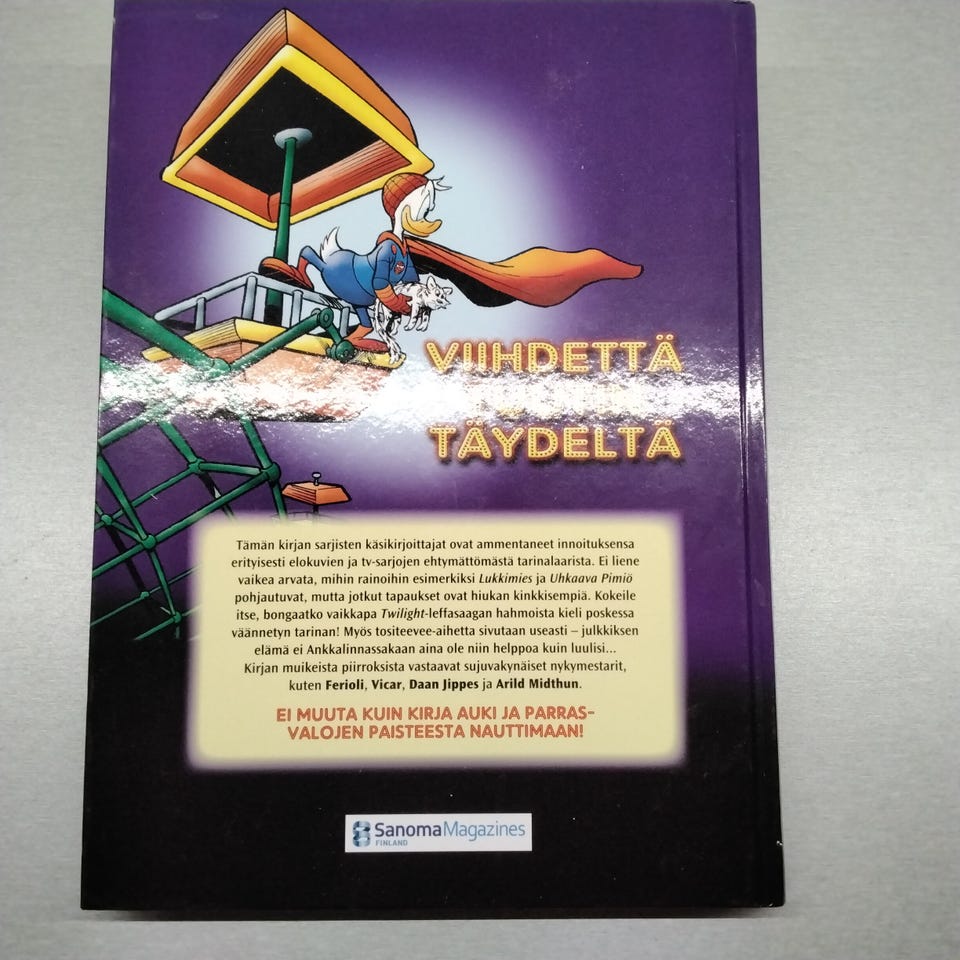 VIIHDETTÄ
TÄYDELTÄ
Tämän kirjan sarjisten käsikirjoittajat ovat ammentaneet innoituksensa
erityisesti elokuvien ja tv-sarjojen ehtymättömästä tarinalaarista. Ei liene
vaikea arvata, mihin rainoihin esimerkiksi Lukkimies ja Uhkaava Pimiö
pohjautuvat, mutta jotkut tapaukset ovat hiukan kinkkisempiä. Kokeile
itse, bongaatko vaikkapa Twilight-leffasaagan hahmoista kieli poskessa
väännetyn tarinan! Myös tositeevee-aihetta sivutaan useasti – julkkiksen
elämä ei Ankkalinnassakaan aina ole niin helppoa kuin luulisi...
Kirjan muikeista piirroksista vastaavat sujuvakynäiset nykymestarit,
kuten Ferioli, Vicar, Daan Jippes ja Arild Midthun.
EI MUUTA KUIN KIRJA AUKI JA PARRAS-
VALOJEN PAISTEESTA NAUTTIMAAN!
SanomaMagazines
FINLAND